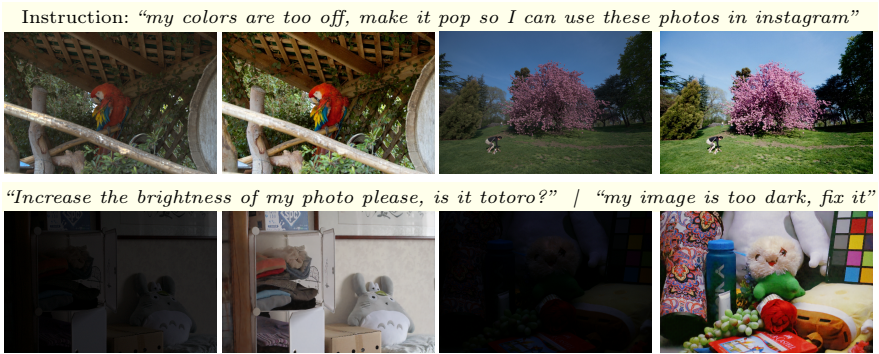 Instruction: “my colors are too off, make it pop so I can use these photos in instagram”
“Increase the brightness of my photo please, is it totoro?” | “my image is too dark, fix it”